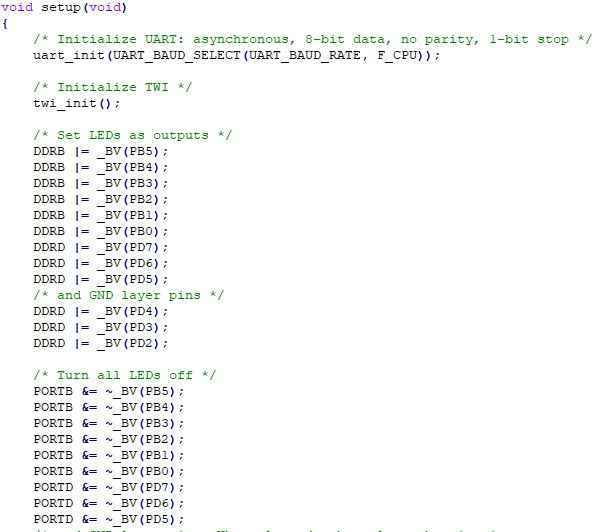 void setup(void)
{
/* Initialize UART: asynchronous, 8-bit data, no parity, 1-bit stop */
uart_init(UART_BAUD_SELECT(UART_BAUD_RATE, F_CPU));
/* Initialize TWI */
twi_init();
/* Set LEDs as outputs */
DDRB |= _BV(PB5);
DDRB |= _BV(PB4);
DDRB |= _BV(PB3);
DDRB |= _BV(PB2);
DDRB |= _BV(PB1);
DDRB |= _BV(PB0);
DDRD |= _BV(PD7);
DDRD |= _BV(PD6);
DDRD |= _BV(PD5);
/* and GND layer pins */
DDRD |= _BV(PD4);
DDRD |= _BV(PD3);
DDRD |= _BV(PD2);
/* Turn all LEDs off */
PORTB &= ~_BV(PB5);
PORTB &= ~_BV(PB4);
PORTB &= ~_BV(PB3);
PORTB &= ~_BV(PB2);
PORTB &= ~_BV(PB1);
PORTB &= ~_BV(PB0);
PORTD &= ~_BV(PD7);
PORTD &= ~_BV(PD6);
PORTD &= ~_BV(PD5);